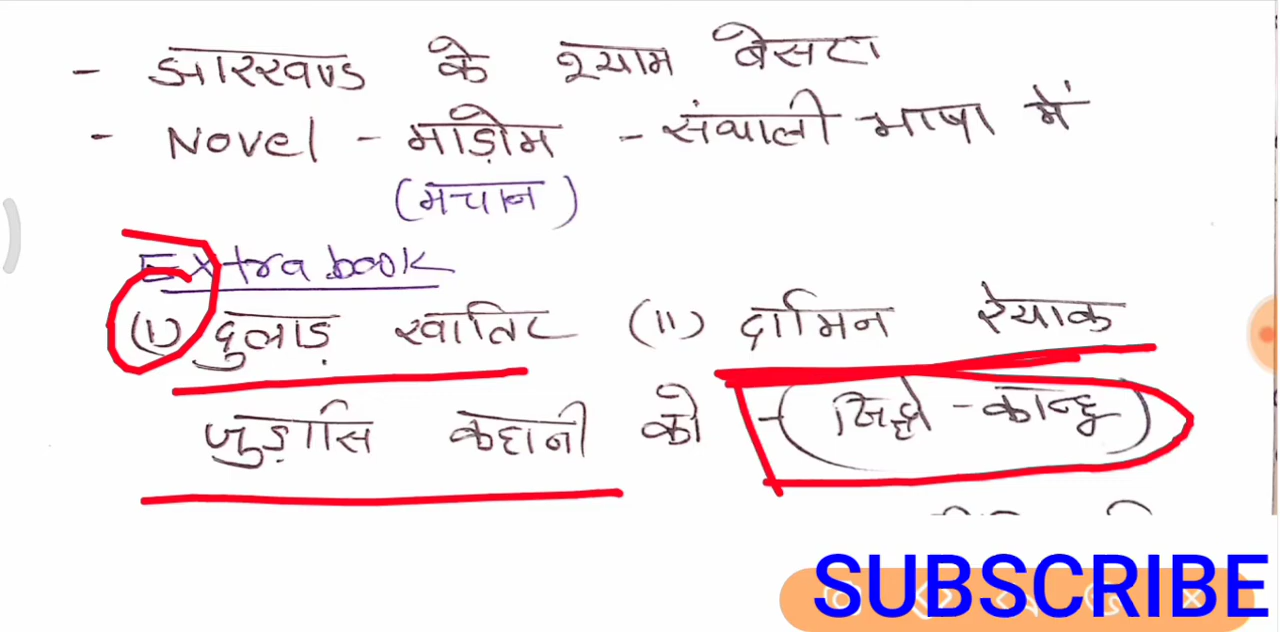 - झारखण्ड के श्याम बेसरा
- Novel - माड़ोम - संथाली भाषा में
(मचान)
Extra book
(I) दुलाड़ खातिर (II) दामिन रेयाक
जुड़ासि कहानी को - (सिद्धो - कान्हू)
SUBSCRIBE